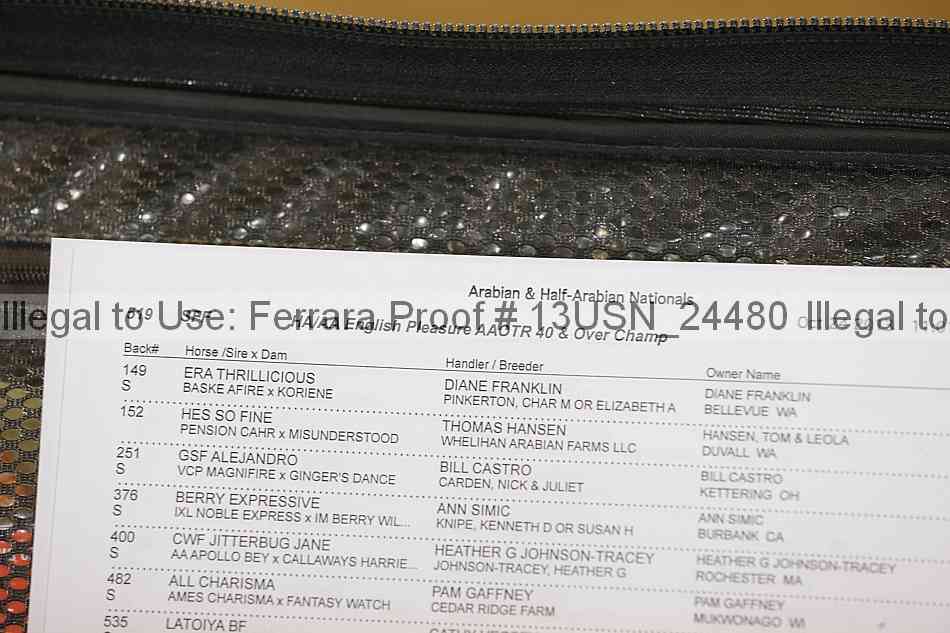 Arabian & Half-Arabian Nationals
Illegal to Use: Ferrara Proof # 13USN_24480 Illegal to
519 SPF
HA/AA English Pleasure AAOTR 40 & Over Champ
Back# Horse /Sire x Dam Handler / Breeder Owner Name
149 ERA THRILLICIOUS DIANE FRANKLIN DIANE FRANKLIN
S BASKE AFIRE x KORIENE PINKERTON, CHAR M OR ELIZABETH A BELLEVUE WA
152 HES SO FINE THOMAS HANSEN HANSEN, TOM & LEOLA
PENSION CAHR x MISUNDERSTOOD WHELIHAN ARABIAN FARMS LLC DUVALL WA
251 GSF ALEJANDRO BILL CASTRO BILL CASTRO
S VCP MAGNIFIRE x GINGER'S DANCE CARDEN, NICK & JULIET KETTERING OH
376 BERRY EXPRESSIVE ANN SIMIC ANN SIMIC
S IXL NOBLE EXPRESS x IM BERRY WIL... KNIPE, KENNETH D OR SUSAN H BURBANK CA
400 CWF JITTERBUG JANE HEATHER G JOHNSON-TRACEY HEATHER G JOHNSON-TRACEY
S AA APOLLO BEY x CALLAWAYS HARRIE... JOHNSON-TRACEY, HEATHER G ROCHESTER MA
482 ALL CHARISMA PAM GAFFNEY PAM GAFFNEY
S AMES CHARISMA x FANTASY WATCH CEDAR RIDGE FARM MUKWONAGO WI
535 LATOIYA BF